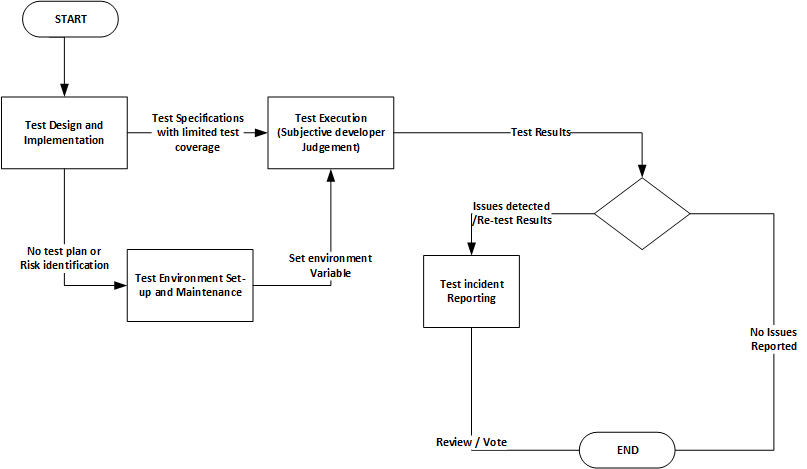 START
Test Design and
Implementation
Test Specifications
with limited test
coverage
Test Execution
(Subjective developer
Judgement)
Test Results
Issues detected
/Re-test Results
No test plan or
Risk identification
Test Environment Set-
up and Maintenance
Set environment
Variable
Test incident
Reporting
No Issues
Reported
Review / Vote
END